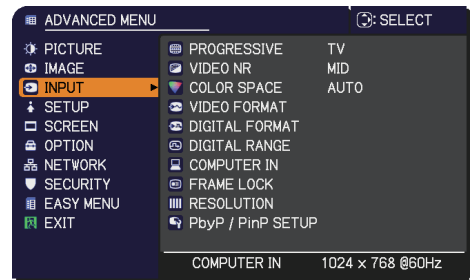 ADVANCED MENU : SELECT
PICTURE
IMAGE
INPUT
SETUP
SCREEN
OPTION
NETWORK
SECURITY
EASY MENU
EXIT
PROGRESSIVE TV
VIDEO NR MID
COLOR SPACE AUTO
VIDEO FORMAT
DIGITAL FORMAT
DIGITAL RANGE
COMPUTER IN
FRAME LOCK
RESOLUTION
PbyP / PinP SETUP
COMPUTER IN 1024 x 768 @60Hz